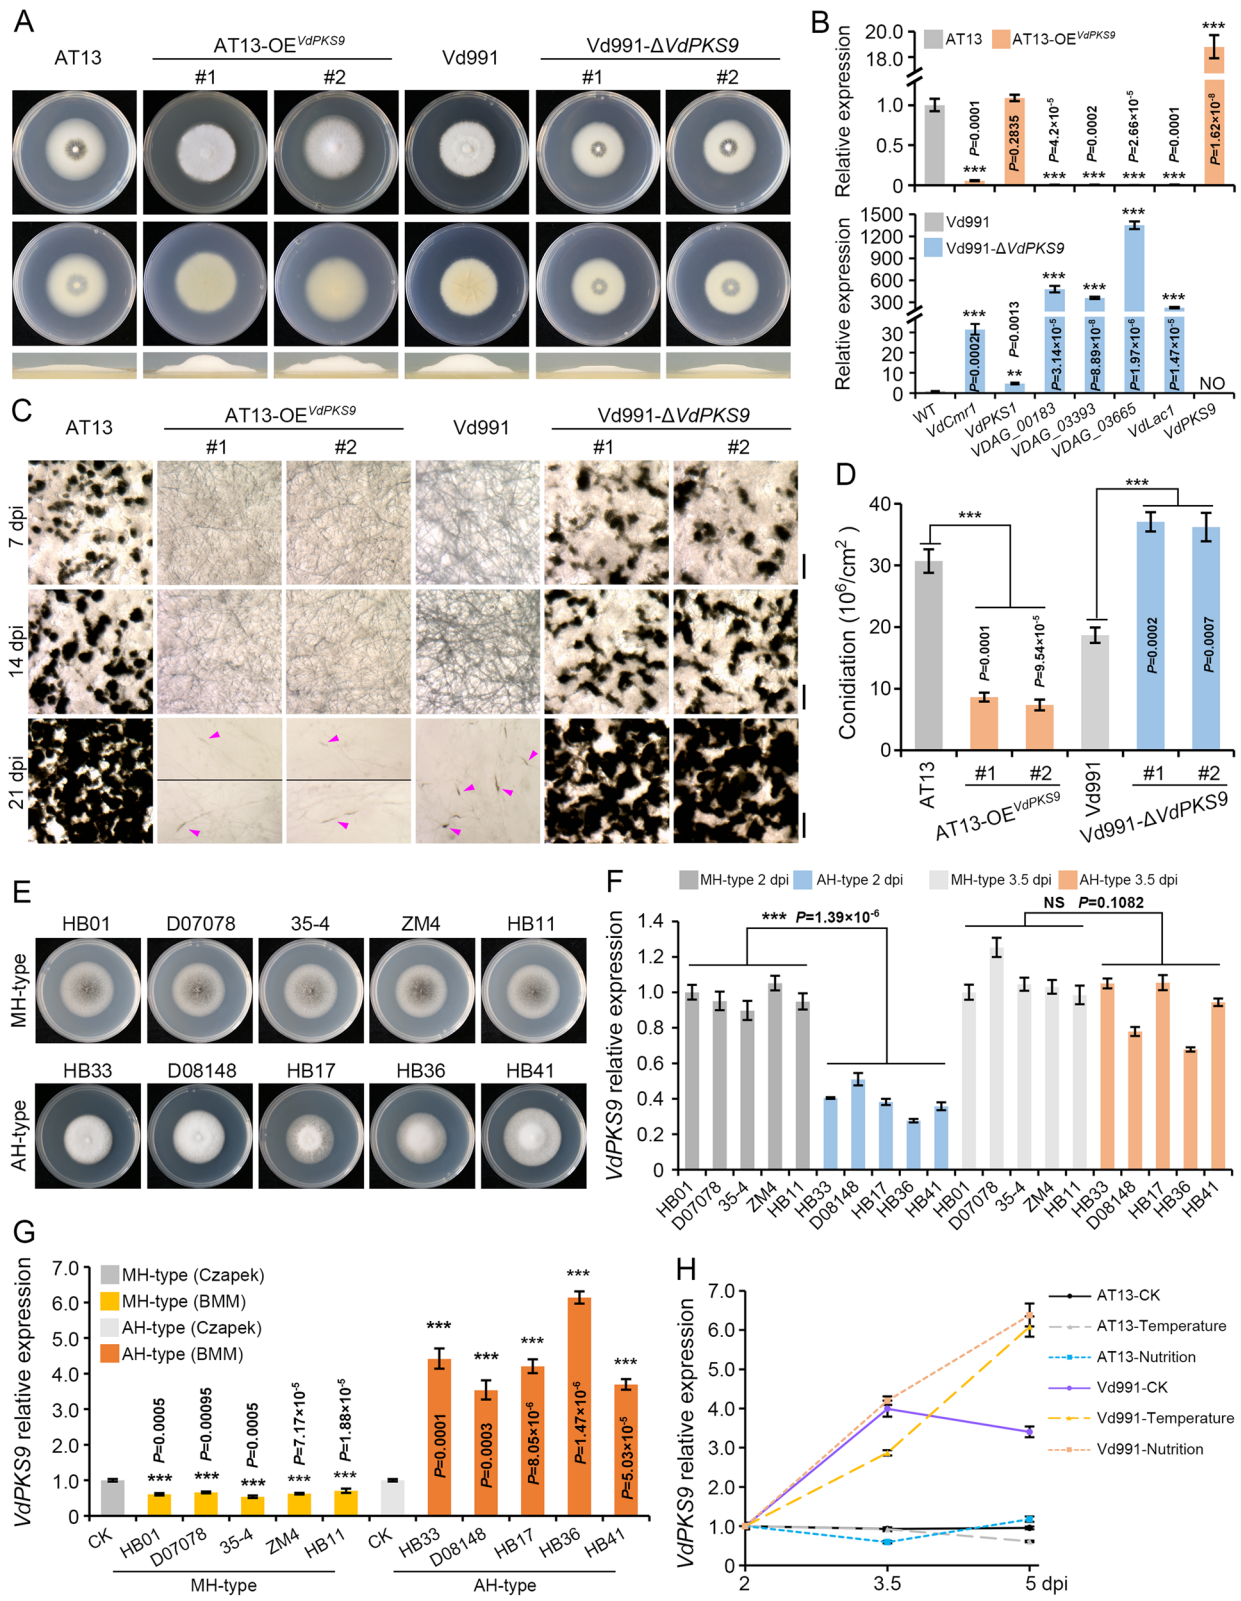 A
AT13
AT13-OE^VdPKS9
Vd991
Vd991-ΔVdPKS9
#1
#2
#1
#2
B
AT13
AT13-OE^VdPKS9
Relative expression
20.0
18.0
1.0
0.5
0
P=0.0001
***
P=0.2835
P=4.2×10-5
***
P=0.0002
***
P=2.66×10-5
***
P=0.0001
***
***
P=1.62×10-8
Vd991
Vd991-ΔVdPKS9
Relative expression
1500
1200
900
600
300
30
20
10
0
***
P=0.0002
P=0.0013
**
***
P=3.14×10-5
***
P=8.89×10-8
***
P=1.97×10-6
***
P=1.47×10-5
NO
WT
VdCmr1
VdPKS1
VDAG_00183
VDAG_03393
VDAG_03665
VdLac1
VdPKS9
C
AT13
AT13-OE^VdPKS9
Vd991
Vd991-ΔVdPKS9
#1
#2
#1
#2
7 dpi
14 dpi
21 dpi
D
Conidiation (10^6/cm^2)
40
30
20
10
0
***
***
P=0.0001
P=9.54×10-5
P=0.0002
P=0.0007
AT13
#1
#2
AT13-OE^VdPKS9
Vd991
#1
#2
Vd991-ΔVdPKS9
E
HB01
D07078
35-4
ZM4
HB11
MH-type
HB33
D08148
HB17
HB36
HB41
AH-type
F
MH-type 2 dpi
AH-type 2 dpi
MH-type 3.5 dpi
AH-type 3.5 dpi
*** P=1.39×10-6
NS P=0.1082
VdPKS9 relative expression
1.4
1.2
1.0
0.8
0.6
0.4
0.2
0
HB01
D07078
35-4
ZM4
HB11
HB33
D08148
HB17
HB36
HB41
HB01
D07078
35-4
ZM4
HB11
HB33
D08148
HB17
HB36
HB41
G
VdPKS9 relative expression
7.0
6.0
5.0
4.0
3.0
2.0
1.0
0
MH-type (Czapek)
MH-type (BMM)
AH-type (Czapek)
AH-type (BMM)
P=0.0005
***
P=0.00095
***
P=0.0005
***
P=7.17×10-5
***
P=1.88×10-5
***
***
P=0.0001
***
P=0.0003
***
P=8.05×10-6
***
P=1.47×10-6
***
P=5.03×10-5
CK
HB01
D07078
35-4
ZM4
HB11
CK
HB33
D08148
HB17
HB36
HB41
MH-type
AH-type
H
VdPKS9 relative expression
7.0
6.0
5.0
4.0
3.0
2.0
1.0
0
2
3.5
5 dpi
AT13-CK
AT13-Temperature
AT13-Nutrition
Vd991-CK
Vd991-Temperature
Vd991-Nutrition